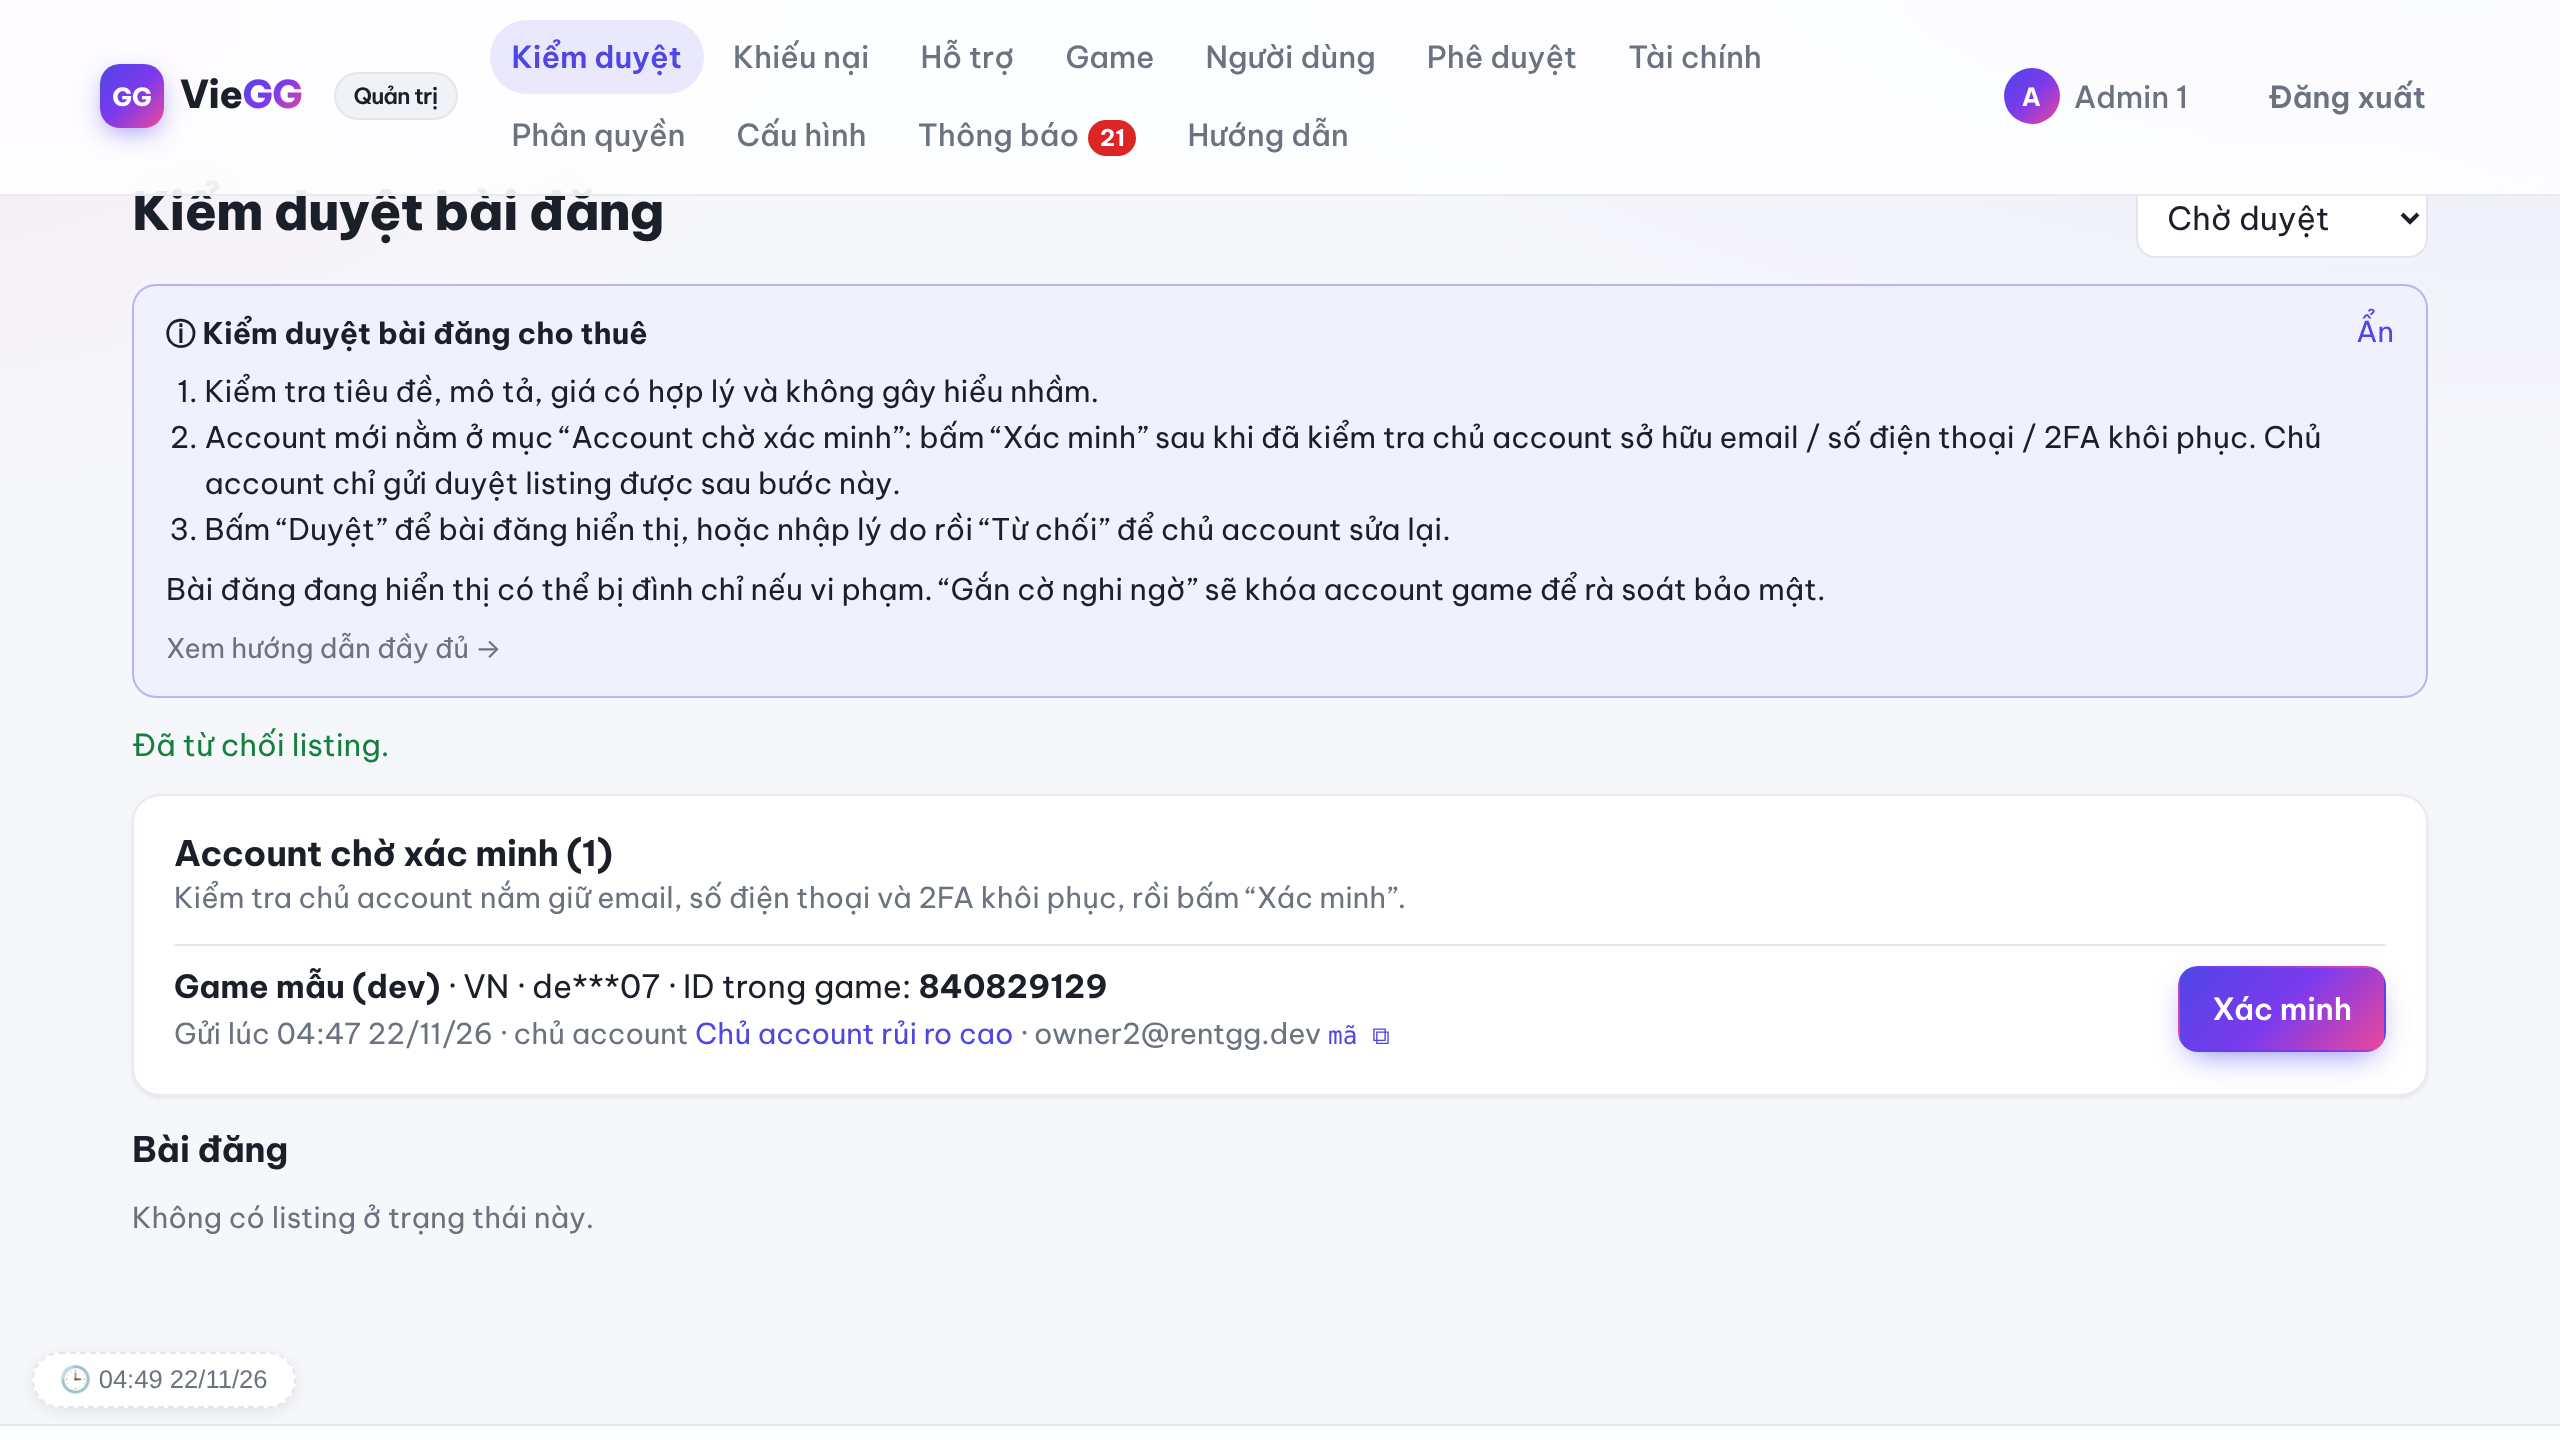 GG VieGG Quản trị
Kiểm duyệt Khiếu nại Hỗ trợ Game Người dùng Phê duyệt Tài chính
Phân quyền Cấu hình Thông báo 21 Hướng dẫn
A Admin 1 Đăng xuất
Kiểm duyệt bài đăng
Chờ duyệt
ⓘ Kiểm duyệt bài đăng cho thuê
Ẩn
1. Kiểm tra tiêu đề, mô tả, giá có hợp lý và không gây hiểu nhầm.
2. Account mới nằm ở mục “Account chờ xác minh”: bấm “Xác minh” sau khi đã kiểm tra chủ account sở hữu email / số điện thoại / 2FA khôi phục. Chủ
account chỉ gửi duyệt listing được sau bước này.
3. Bấm “Duyệt” để bài đăng hiển thị, hoặc nhập lý do rồi “Từ chối” để chủ account sửa lại.
Bài đăng đang hiển thị có thể bị đình chỉ nếu vi phạm. “Gắn cờ nghi ngờ” sẽ khóa account game để rà soát bảo mật.
Xem hướng dẫn đầy đủ →
Đã từ chối listing.
Account chờ xác minh (1)
Kiểm tra chủ account nắm giữ email, số điện thoại và 2FA khôi phục, rồi bấm “Xác minh”.
Game mẫu (dev) · VN · de***07 · ID trong game: 840829129
Gửi lúc 04:47 22/11/26 · chủ account Chủ account rủi ro cao · owner2@rentgg.dev mã ⧉
Xác minh
Bài đăng
Không có listing ở trạng thái này.
04:49 22/11/26